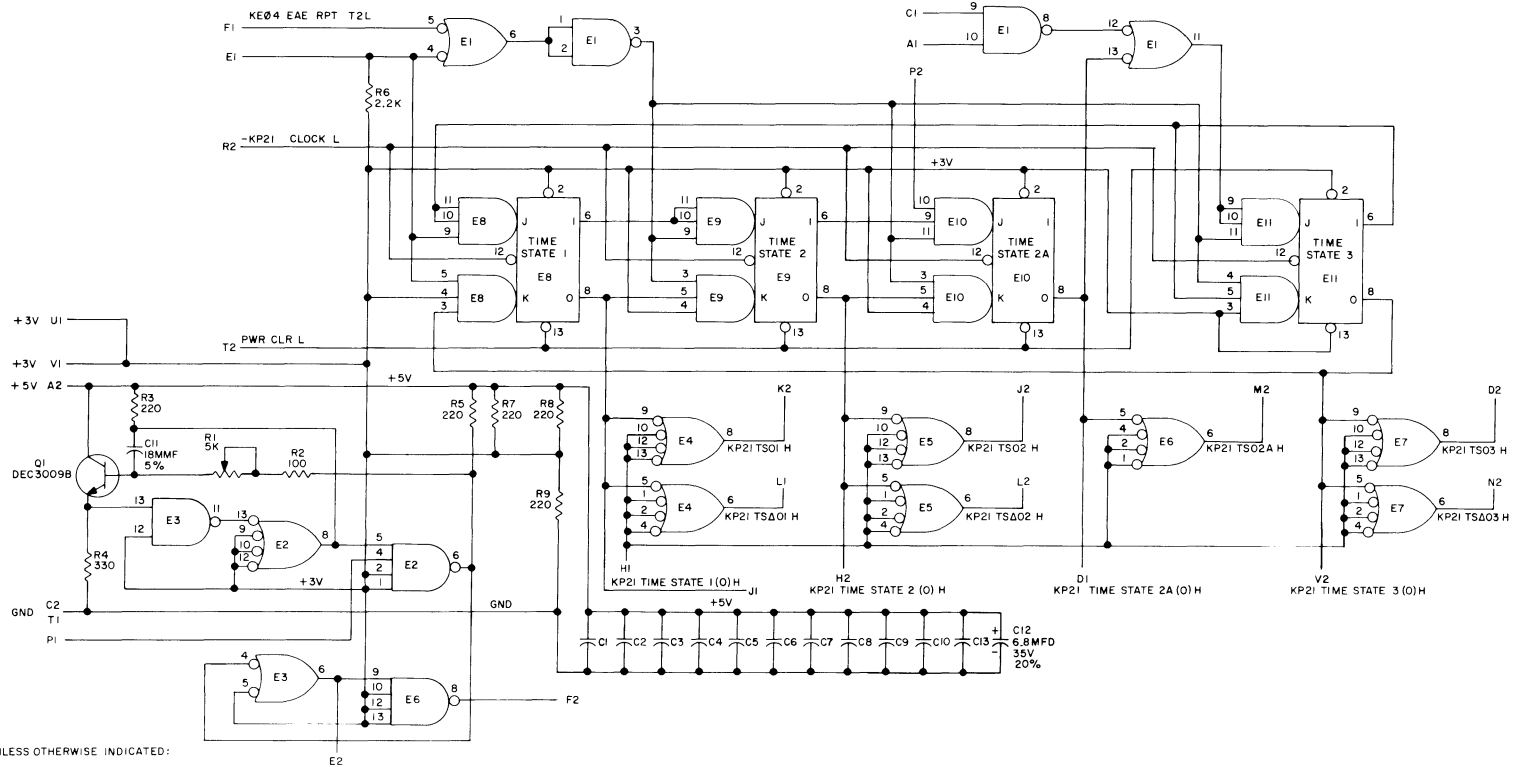 KEØ4 EAE RPT T2L
F1
5
4
E1
6
1
2
E1
3
E1
C1
9
A1
10
E1
8
12
13
E1
11
P2
R6
2.2K
R2
-KP21 CLOCK L
+3V
11
10
9
E8
12
5
4
3
E8
2
J
1
6
TIME
STATE 1
E8
K
0
8
13
11
10
9
E9
12
3
5
4
E9
2
J
1
6
TIME
STATE 2
E9
K
0
8
13
10
9
11
E10
12
3
5
4
E10
2
J
1
TIME
STATE 2A
E10
K
0
8
13
9
10
11
E11
12
4
5
3
E11
2
J
1
6
TIME
STATE 3
E11
K
0
8
13
+3V U1
T2
PWR CLR L
+3V V1
+5V A2
+5V
R3
220
C11
18MMF
5%
R1
5K
R2
100
R5
220
R7
220
R8
220
R9
220
Q1
DEC3009B
R4
330
13
12
E3
11
13
9
10
12
E2
8
+3V
5
4
2
1
E2
6
GND C2
T1
GND
P1
4
5
E3
6
9
10
12
13
E6
8
F2
E2
K2
9
10
12
13
E4
8
KP21 TS01 H
L1
5
1
2
4
E4
6
KP21 TSΔ01 H
H1
KP21 TIME STATE 1 (0) H
J1
J2
9
10
12
13
E5
8
KP21 TS02 H
L2
5
1
2
4
E5
6
KP21 TSΔ02 H
H2
KP21 TIME STATE 2 (0) H
M2
5
4
2
1
E6
6
KP21 TS02A H
D1
KP21 TIME STATE 2A (0) H
D2
9
10
12
13
E7
8
KP21 TS03 H
N2
5
1
2
4
E7
6
KP21 TSΔ03 H
V2
KP21 TIME STATE 3 (0) H
+5V
C1
C2
C3
C4
C5
C6
C7
C8
C9
C10
C13
+
-
C12
6.8MFD
35V
20%
NLESS OTHERWISE INDICATED: